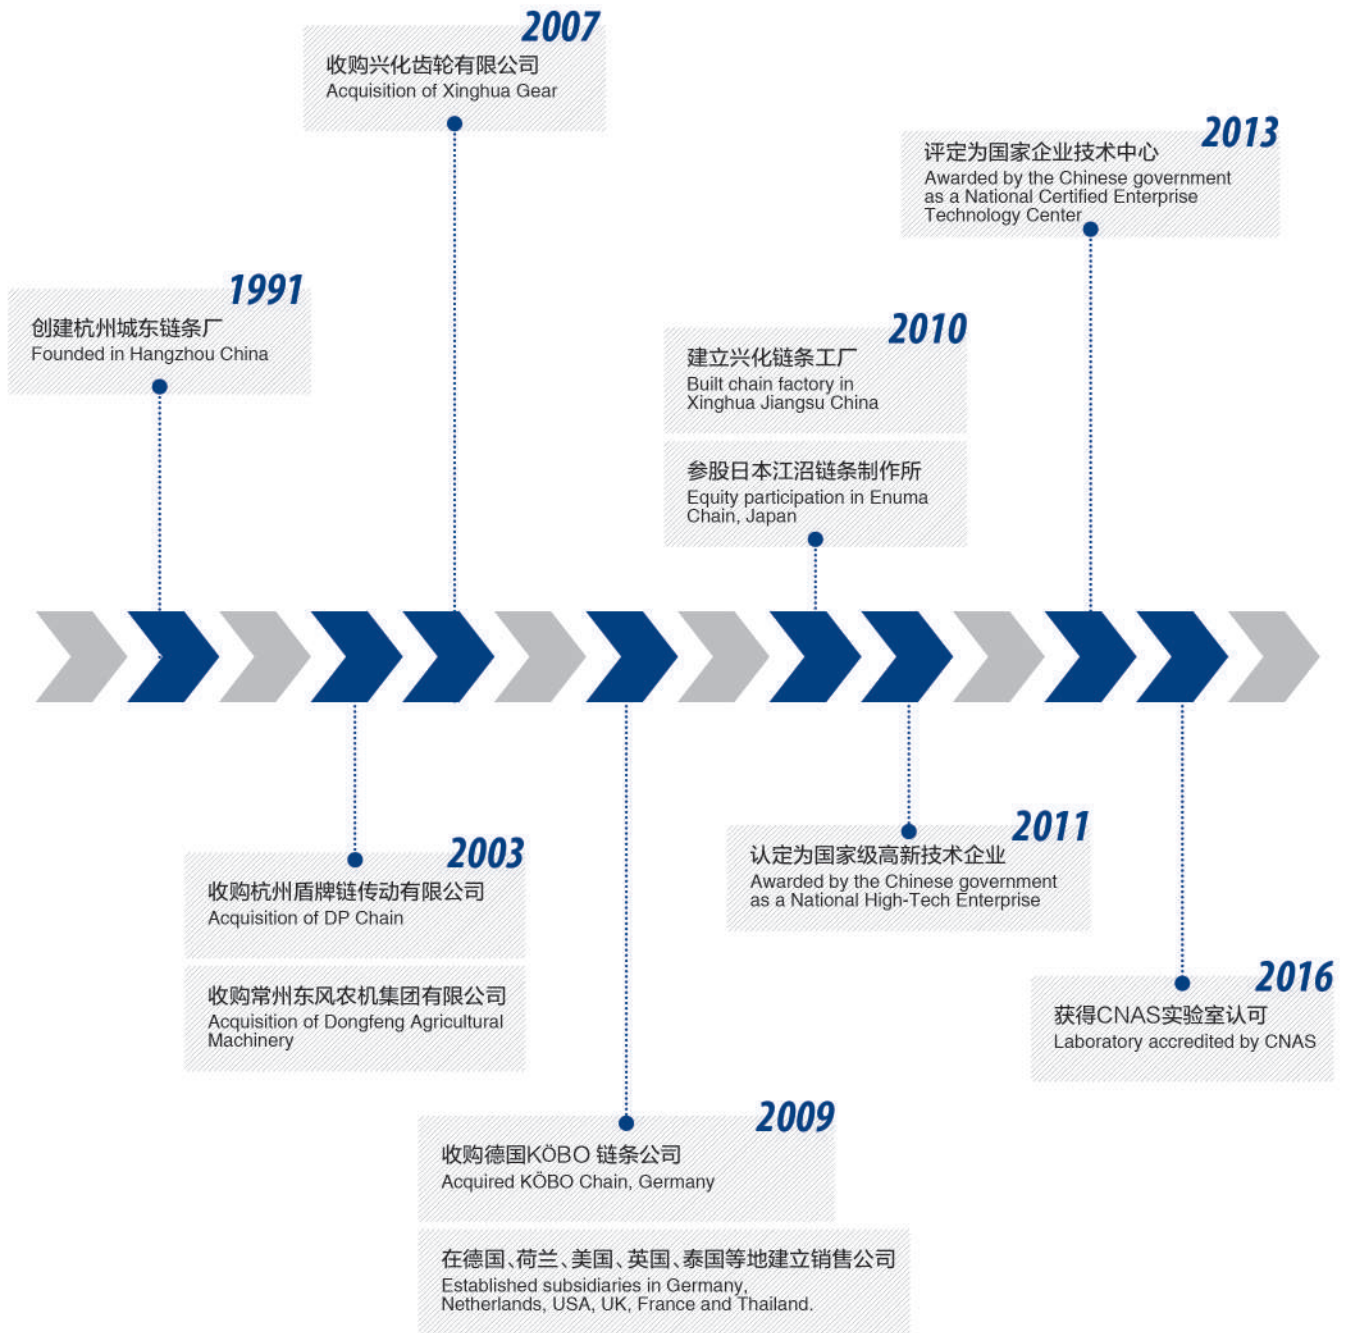 2007
收购兴化齿轮有限公司
Acquisition of Xinghua Gear
2013
评定为国家企业技术中心
Awarded by the Chinese government
as a National Certified Enterprise
Technology Center
1991
创建杭州城东链条厂
Founded in Hangzhou China
2010
建立兴化链条工厂
Built chain factory in
Xinghua Jiangsu China
参股日本江沼链条制作所
Equity participation in Enuma
Chain, Japan
2003
收购杭州盾牌链传动有限公司
Acquisition of DP Chain
收购常州东风农机集团有限公司
Acquisition of Dongfeng Agricultural
Machinery
2011
认定为国家级高新技术企业
Awarded by the Chinese government
as a National High-Tech Enterprise
2016
获得CNAS实验室认可
Laboratory accredited by CNAS
2009
收购德国KÖBO 链条公司
Acquired KÖBO Chain, Germany
在德国、荷兰、美国、英国、泰国等地建立销售公司
Established subsidiaries in Germany,
Netherlands, USA, UK, France and Thailand.